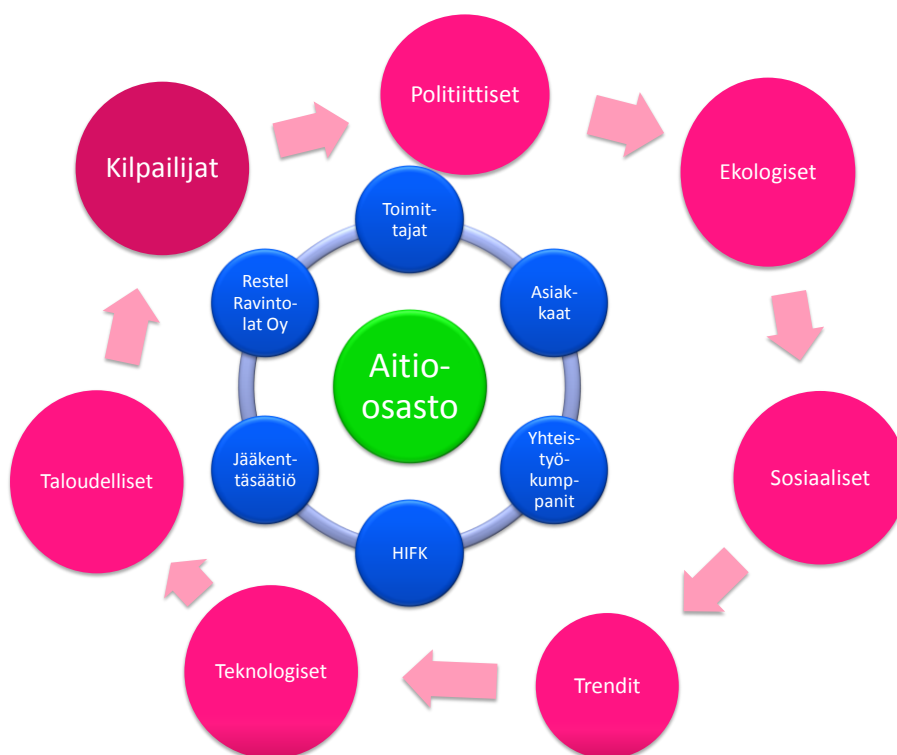 Politiittiset
Kilpailijat
Ekologiset
Toimit-
tajat
Restel
Ravinto-
lat Oy
Asiak-
kaat
Aitio-
osasto
Jääkent-
täsäätiö
Yhteis-
työ-
kump-
panit
Taloudelliset
Sosiaaliset
HIFK
Teknologiset
Trendit